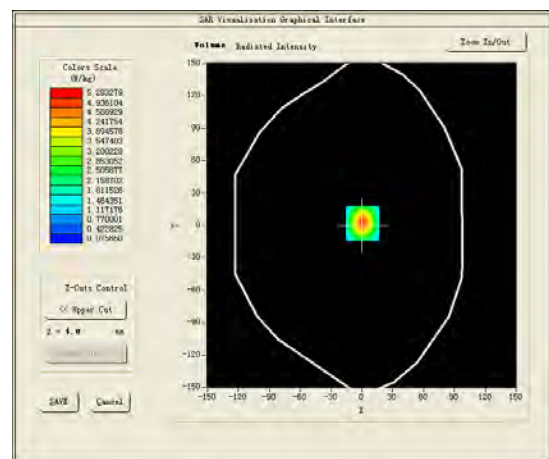 SAR Visualisation Graphical Interface
Volume Radiated Intensity
Zoom In/Out
Colors Scale
(W/kg)
5.283279
4.936104
4.588929
4.241754
3.894578
3.547403
3.200228
2.853052
2.505877
2.158702
1.811526
1.464351
1.117176
0.770001
0.422825
0.075650
Z-Cuts Control
<< Upper Cut
Z = 4.0 mm
SAVE
Cancel
150
120
90
60
30
0
-30
-60
-90
-120
-150
Y
-150 -120 -90 -60 -30 0 30 60 90 120 150
X